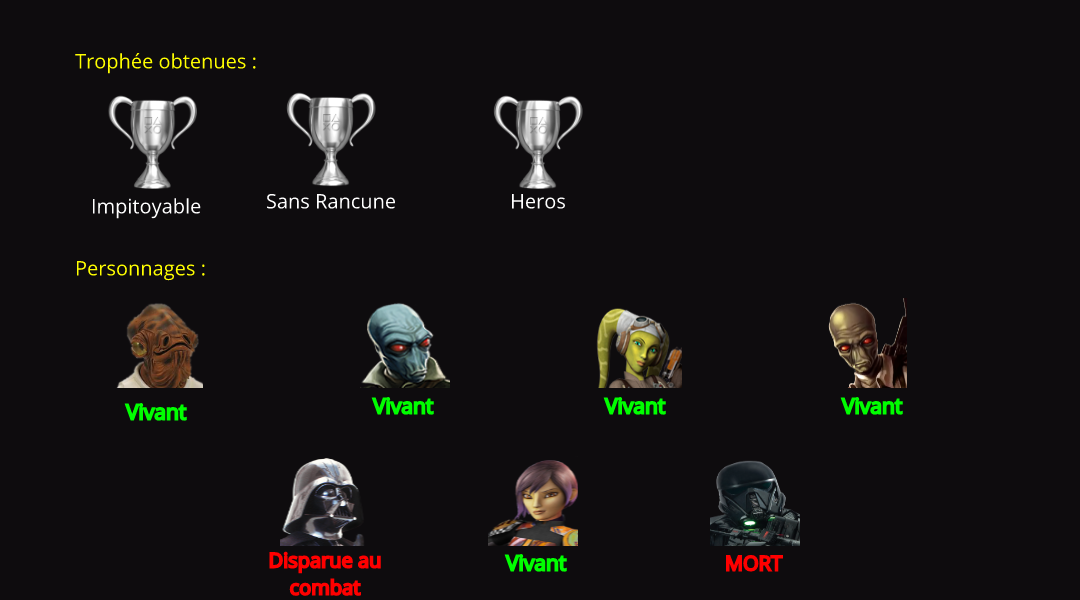 Trophée obtenues :
Impitoyable
Sans Rancune
Heros
Personnages :
Vivant
Vivant
Vivant
Vivant
Disparue au
combat
Vivant
MORT